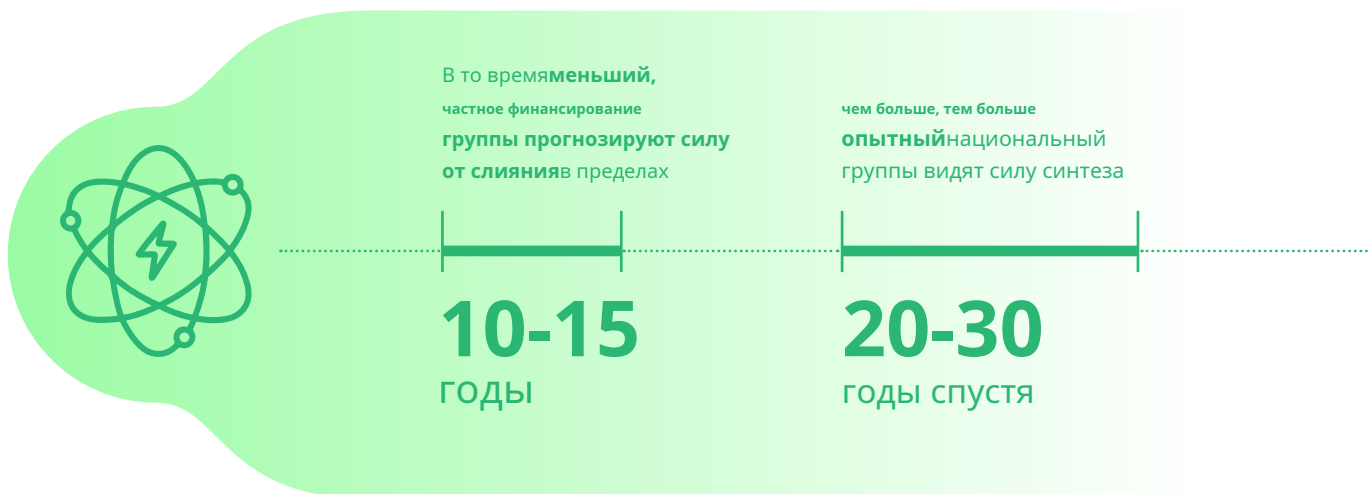 В то времяменьший,
частное финансирование
группы прогнозируют силу
от слиянияв пределах
10-15
годы
чем больше, тем больше
опытныйнациональный
группы видят силу синтеза
20-30
годы спустя